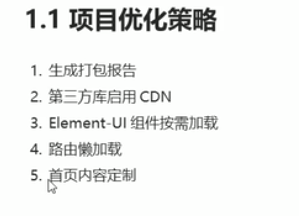 1.1 项目优化策略
1. 生成打包报告
2. 第三方库启用 CDN
3. Element-UI 组件按需加载
4. 路由懒加载
5. 首页内容定制